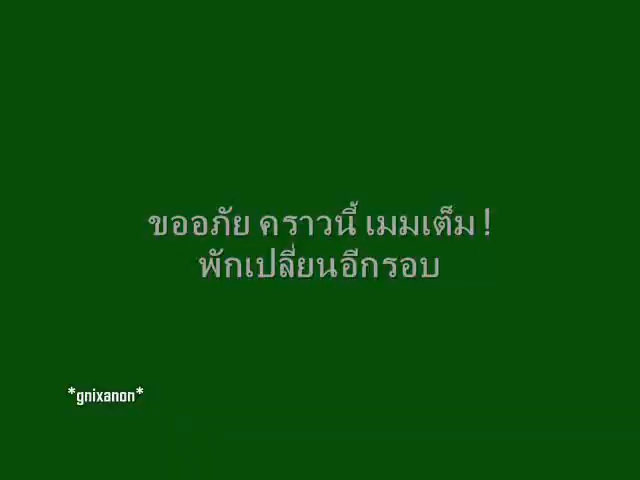 ขออภัย คราวนี้ เมมเต็ม !
พักเปลี่ยนอีกรอบ
*gnixanon*